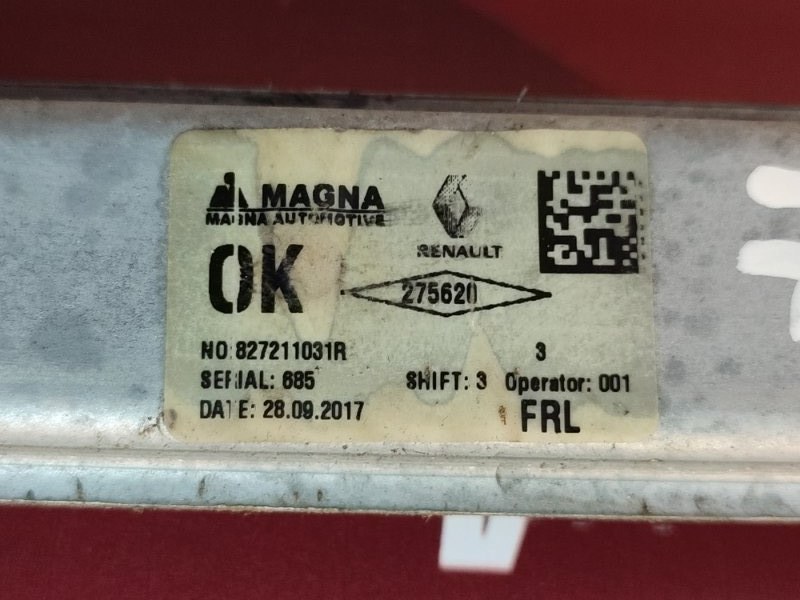 MAGNA
MAGNA AUTOMOTIVE
RENAULT
OK
275620
NO:827211031R 3
SERIAL: 685 SHIFT: 3 Operator: 001
DATE: 28.09.2017 FRL